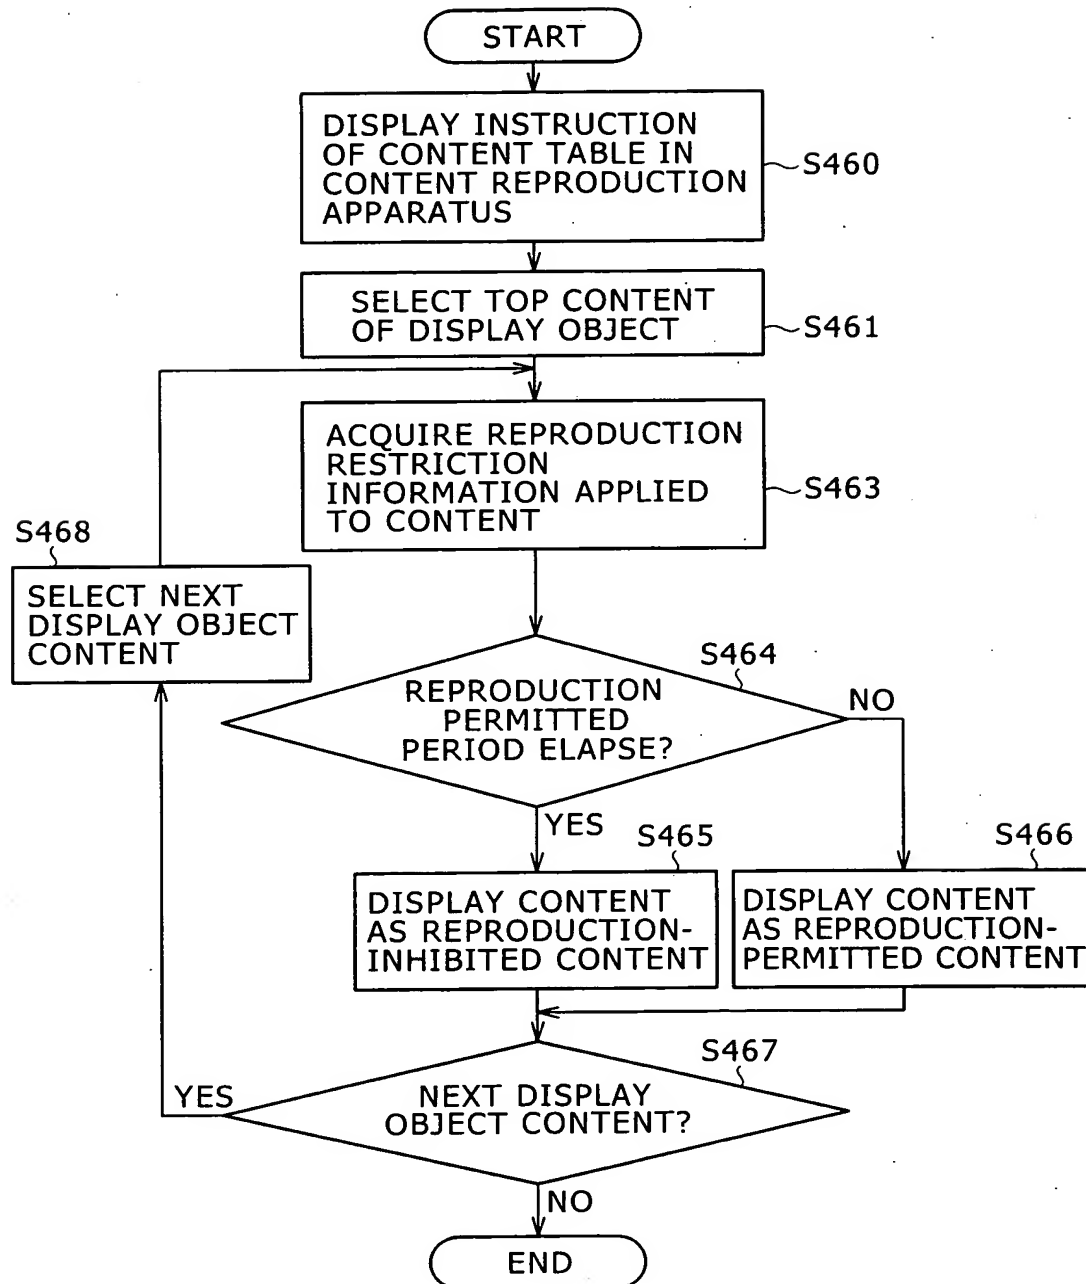 START
DISPLAY INSTRUCTION
OF CONTENT TABLE IN
CONTENT REPRODUCTION
APPARATUS
S460
SELECT TOP CONTENT
OF DISPLAY OBJECT
S461
ACQUIRE REPRODUCTION
RESTRICTION
INFORMATION APPLIED
TO CONTENT
S463
S468
SELECT NEXT
DISPLAY OBJECT
CONTENT
S464
REPRODUCTION
PERMITTED
PERIOD ELAPSE?
NO
YES
S465
DISPLAY CONTENT
AS REPRODUCTION-
INHIBITED CONTENT
S466
DISPLAY CONTENT
AS REPRODUCTION-
PERMITTED CONTENT
S467
NEXT DISPLAY
OBJECT CONTENT?
YES
NO
END